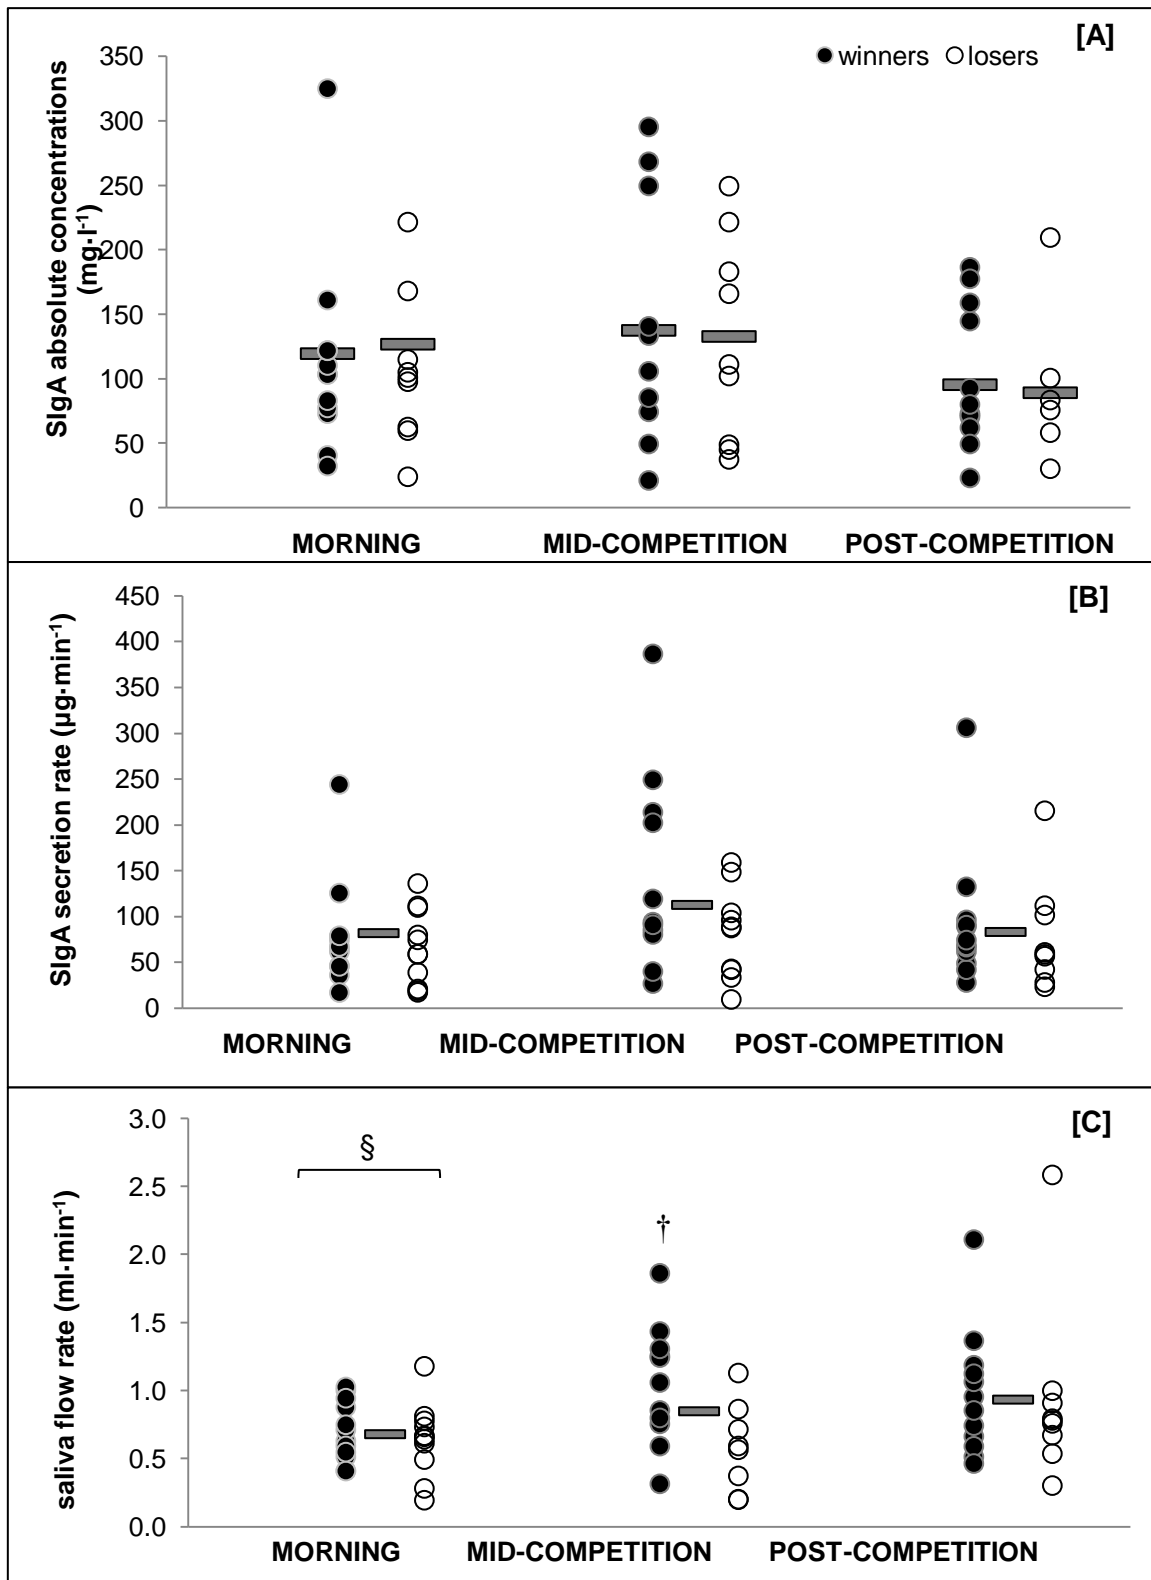 [A]
winners losers
SIgA absolute concentrations
(mg·l-1)
350
300
250
200
150
100
50
0
MORNING MID-COMPETITION POST-COMPETITION
[B]
SIgA secretion rate (µg·min-1)
450
400
350
300
250
200
150
100
50
0
MORNING MID-COMPETITION POST-COMPETITION
[C]
saliva flow rate (ml·min-1)
3.0
2.5
2.0
1.5
1.0
0.5
0.0
§
†
MORNING MID-COMPETITION POST-COMPETITION